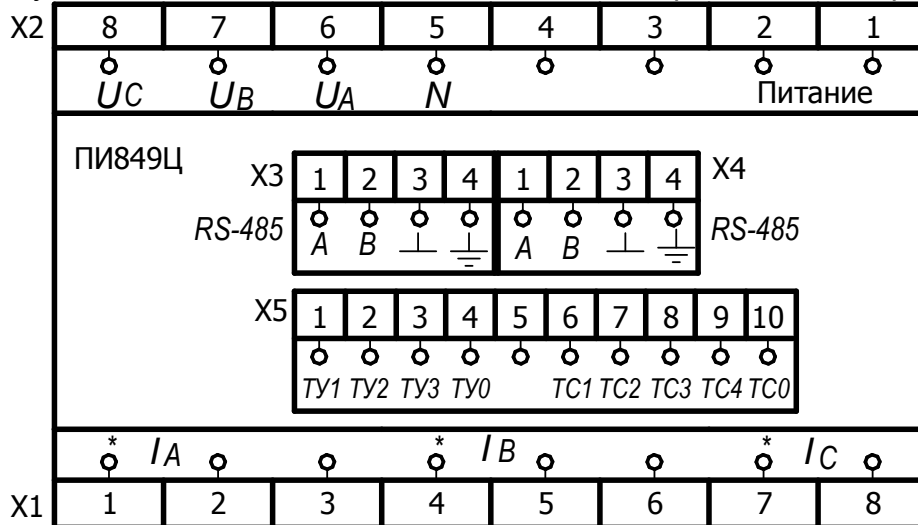 X2 8 7 6 5 4 3 2 1
UC UB UA N Питание
ПИ849Ц
X3 1 2 3 4 1 2 3 4 X4
RS-485 A B A B RS-485
X5 1 2 3 4 5 6 7 8 9 10
ТУ1 ТУ2 ТУ3 ТУ0 ТС1 ТС2 ТС3 ТС4 ТС0
* IA * IB * IC
X1 1 2 3 4 5 6 7 8